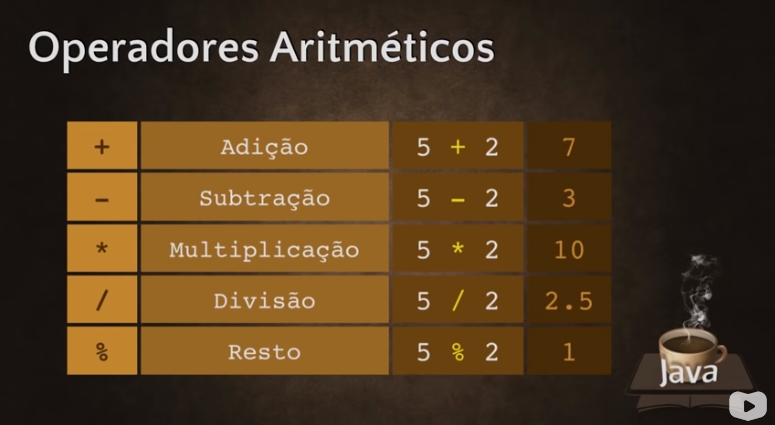 Operadores Aritméticos
+ Adição 5 + 2 7
- Subtração 5 - 2 3
* Multiplicação 5 * 2 10
/ Divisão 5 / 2 2.5
% Resto 5 % 2 1
Java